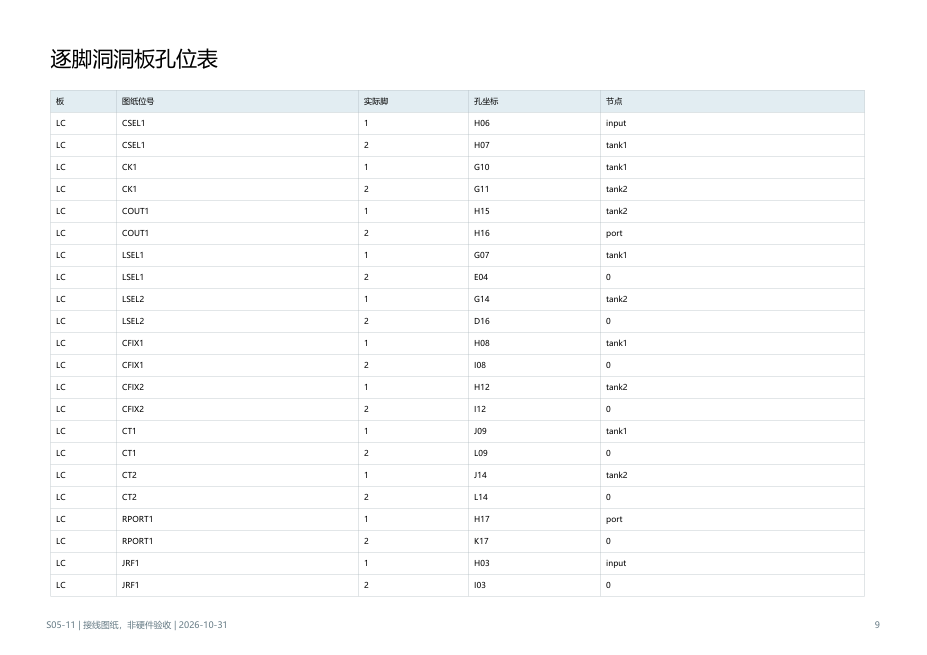 逐脚洞洞板孔位表
板 图纸位号 实际脚 孔坐标 节点
LC CSEL1 1 H06 input
LC CSEL1 2 H07 tank1
LC CK1 1 G10 tank1
LC CK1 2 G11 tank2
LC COUT1 1 H15 tank2
LC COUT1 2 H16 port
LC LSEL1 1 G07 tank1
LC LSEL1 2 E04 0
LC LSEL2 1 G14 tank2
LC LSEL2 2 D16 0
LC CFIX1 1 H08 tank1
LC CFIX1 2 I08 0
LC CFIX2 1 H12 tank2
LC CFIX2 2 I12 0
LC CT1 1 J09 tank1
LC CT1 2 L09 0
LC CT2 1 J14 tank2
LC CT2 2 L14 0
LC RPORT1 1 H17 port
LC RPORT1 2 K17 0
LC JRF1 1 H03 input
LC JRF1 2 I03 0
S05-11 | 接线图纸，非硬件验收 | 2026-10-31 9